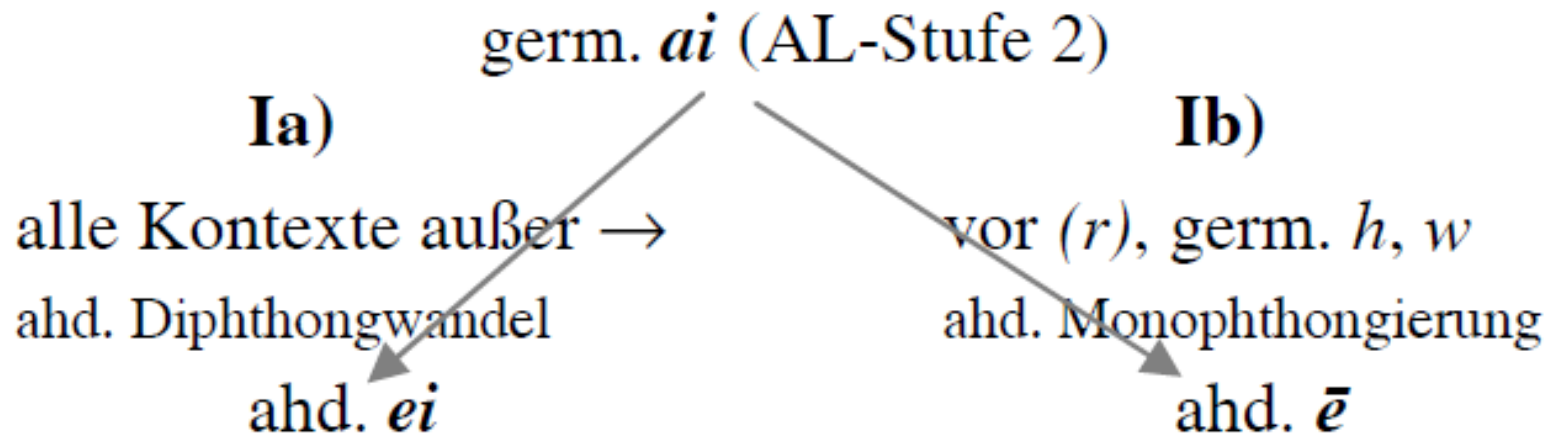 germ. ai (AL-Stufe 2)
Ia) Ib)
alle Kontexte außer → vor (r), germ. h, w
ahd. Diphthongwandel ahd. Monophthongierung
ahd. ei ahd. ē